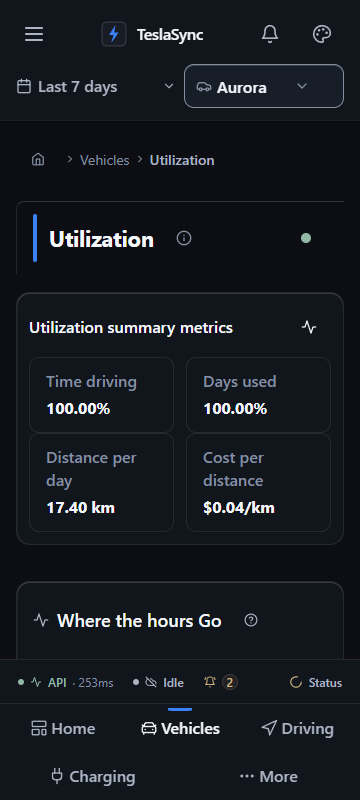 TeslaSync
Last 7 days
Aurora
Vehicles
Utilization
Utilization
Utilization summary metrics
Time driving
100.00%
Days used
100.00%
Distance per
day
17.40 km
Cost per
distance
$0.04/km
Where the hours Go
API · 253ms
Idle
2
Status
Home
Vehicles
Driving
Charging
More